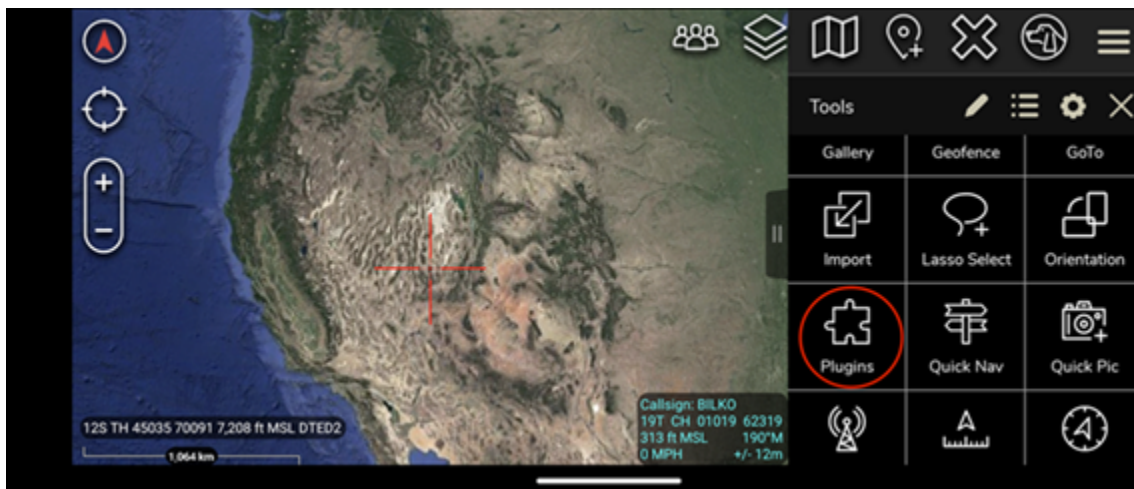 Tools
Gallery Geofence GoTo
Import Lasso Select Orientation
Plugins Quick Nav Quick Pic
12S TH 45035 70091 7,208 ft MSL DTED2
1,064 km
Callsign: BILKO
19T CH 01019 62319
313 ft MSL 190°M
0 MPH +/- 12m